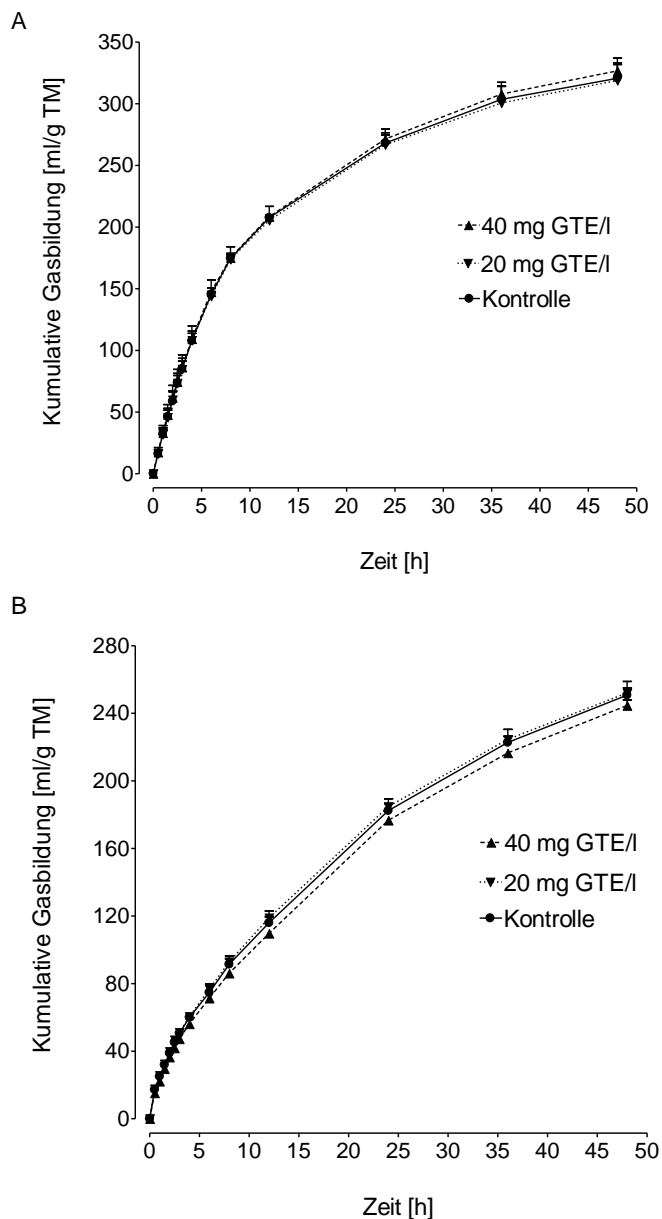 A
Kumulative Gasbildung [ml/g TM]
350
300
250
200
150
100
50
0
40 mg GTE/l
20 mg GTE/l
Kontrolle
0 5 10 15 20 25 30 35 40 45 50
Zeit [h]
B
Kumulative Gasbildung [ml/g TM]
280
240
200
160
120
80
40
0
40 mg GTE/l
20 mg GTE/l
Kontrolle
0 5 10 15 20 25 30 35 40 45 50
Zeit [h]